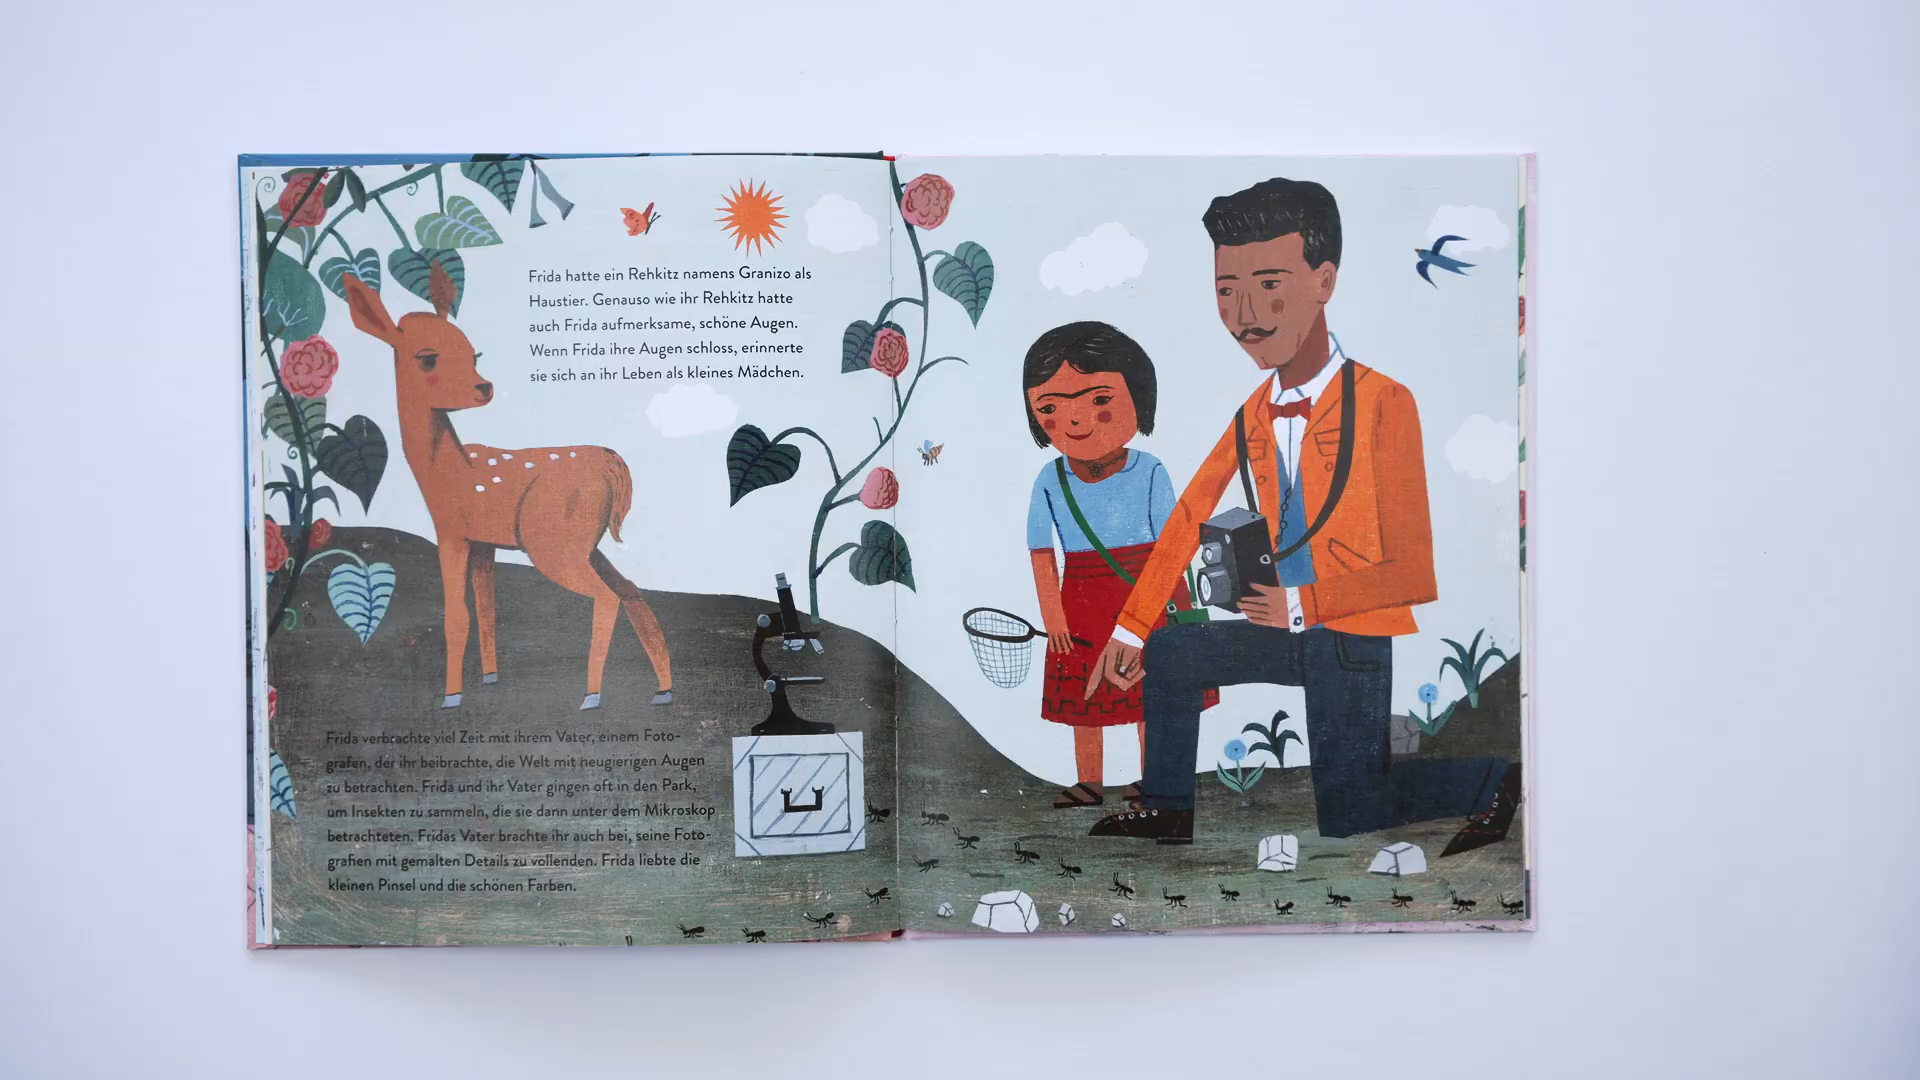 Frida hatte ein Rehkitz namens Granizo als
Haustier. Genauso wie ihr Rehkitz hatte
auch Frida aufmerksame, schöne Augen.
Wenn Frida ihre Augen schloss, erinnerte
sie sich an ihr Leben als kleines Mädchen.
Frida verbrachte viel Zeit mit ihrem Vater, einem Foto-
grafen, der ihr beibrachte, die Welt mit neugierigen Augen
zu betrachten. Frida und ihr Vater gingen oft in den Park,
um Insekten zu sammeln, die sie dann unter dem Mikroskop
betrachteten. Fridas Vater brachte ihr auch bei, seine Foto-
grafien mit gemalten Details zu vollenden. Frida liebte die
kleinen Pinsel und die schönen Farben.